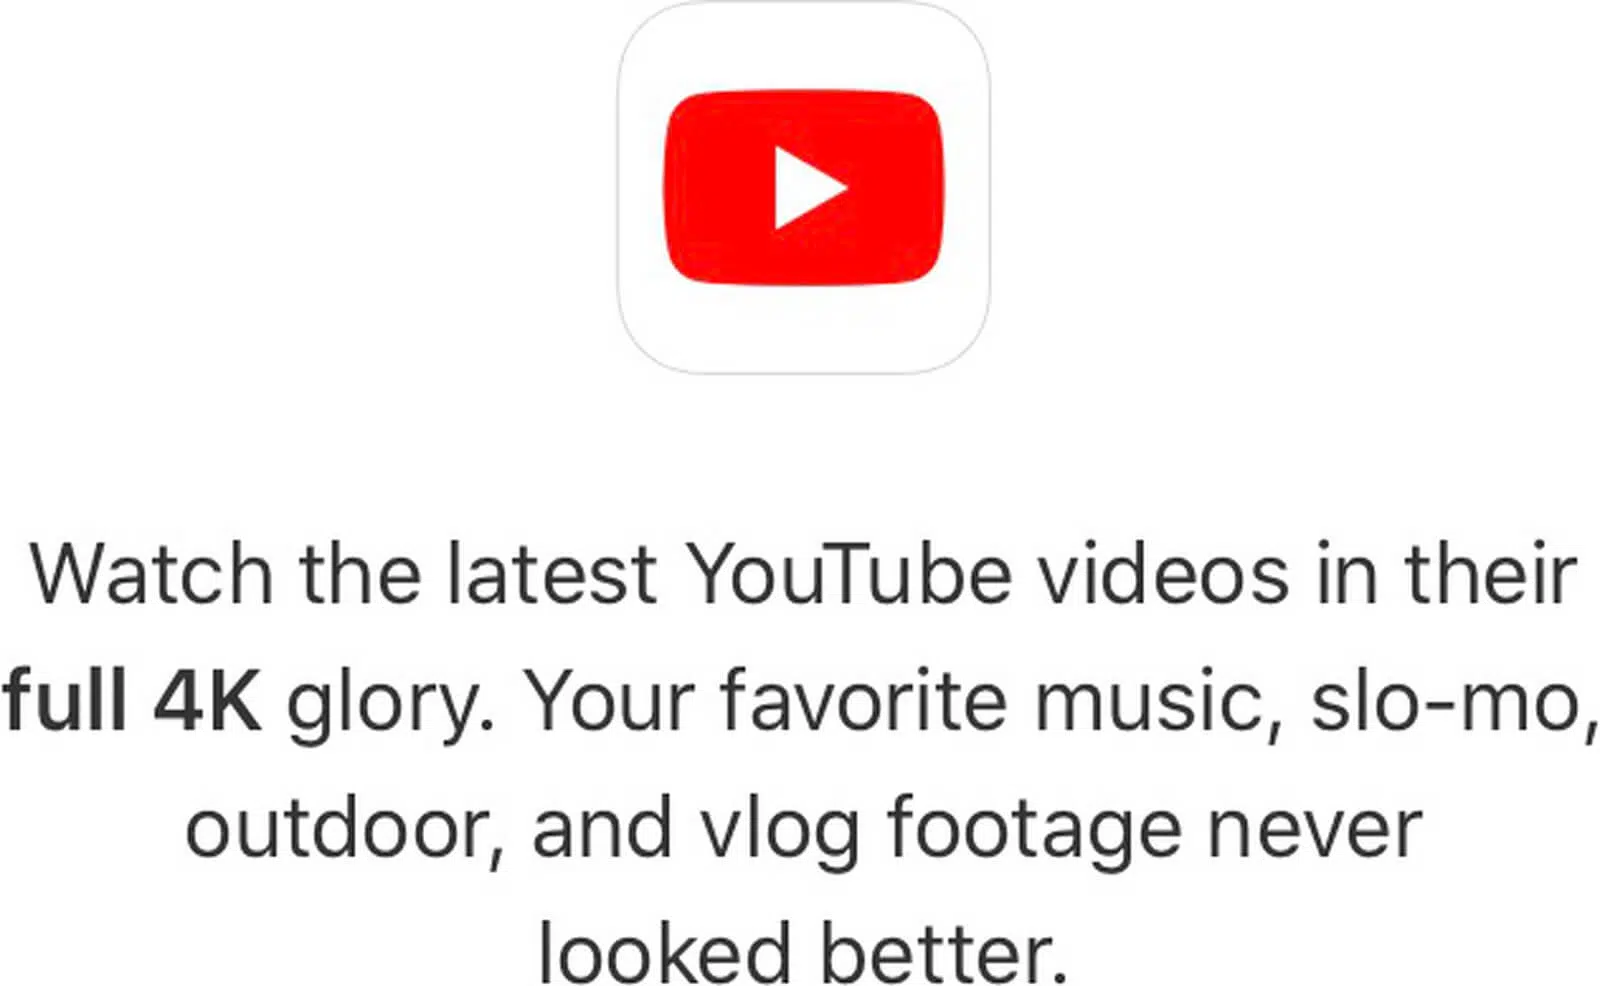 Watch the latest YouTube videos in their
full 4K glory. Your favorite music, slo-mo,
outdoor, and vlog footage never
looked better.